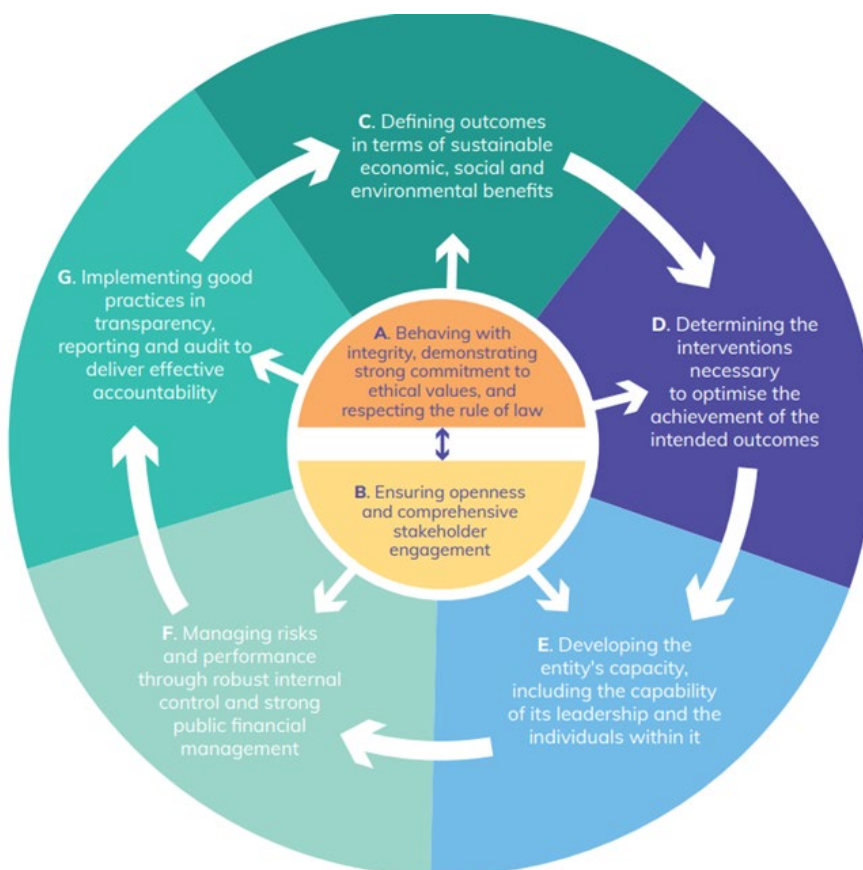 C. Defining outcomes
in terms of sustainable
economic, social and
environmental benefits
G. Implementing good
practices in
transparency,
reporting and audit to
deliver effective
accountability
A. Behaving with
integrity, demonstrating
strong commitment to
ethical values, and
respecting the rule of law
D. Determining the
interventions
necessary
to optimise the
achievement of the
intended outcomes
B. Ensuring openness
and comprehensive
stakeholder
engagement
F. Managing risks
and performance
through robust internal
control and strong
public financial
management
E. Developing the
entity's capacity,
including the capability
of its leadership and the
individuals within it